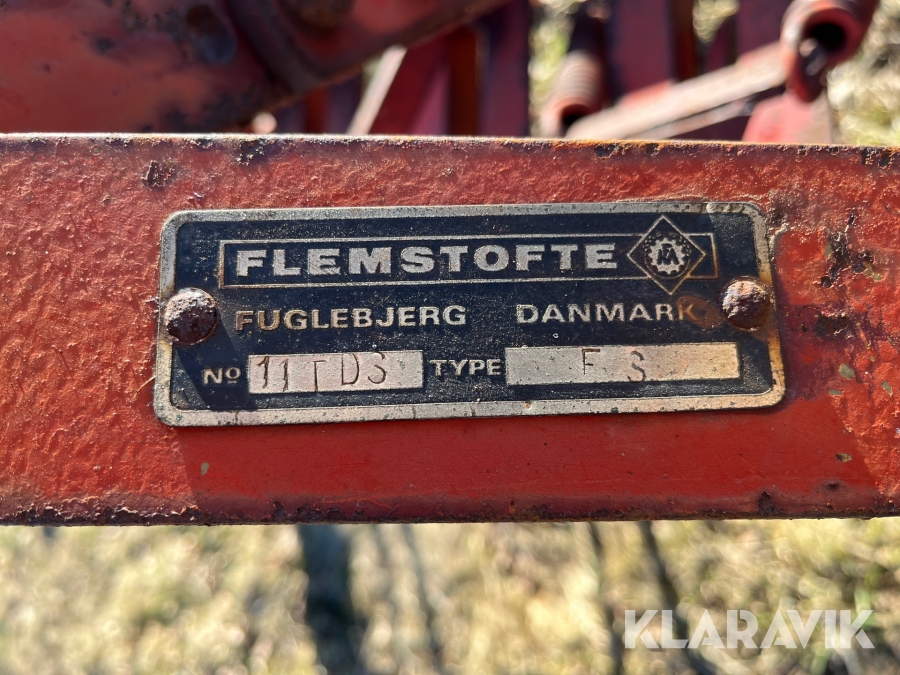 FLEMSTOFTE M
FUGLEBJERG DANMARK
No 11TDS TYPE FS
KLARAVIK